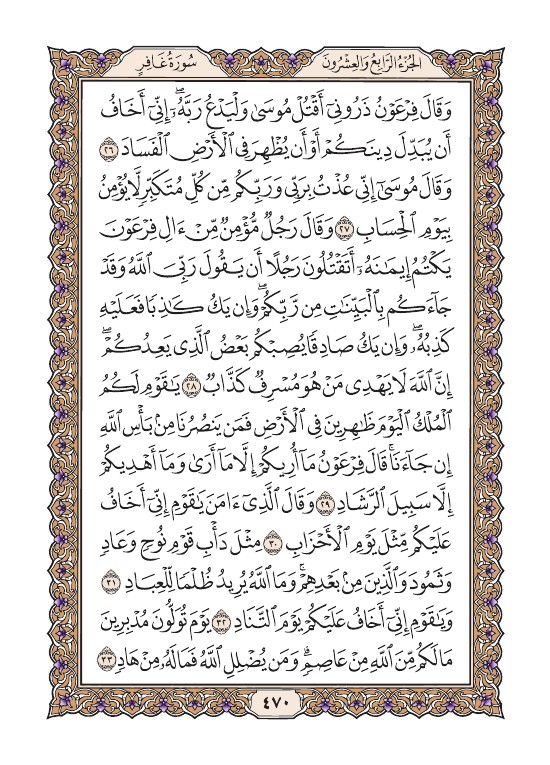 الجُزْءُ الرَّابِعُ وَالعِشْرُونَ
سُورَةُ غَافِرٍ
وَقَالَ فِرْعَوْنُ ذَرُونِىٓ أَقْتُلْ مُوسَىٰ وَلْيَدْعُ رَبَّهُۥٓ ۖ إِنِّىٓ أَخَافُ
أَن يُبَدِّلَ دِينَكُمْ أَوْ أَن يُظْهِرَ فِى ٱلْأَرْضِ ٱلْفَسَادَ ٢٦
وَقَالَ مُوسَىٰٓ إِنِّى عُذْتُ بِرَبِّى وَرَبِّكُم مِّن كُلِّ مُتَكَبِّرٍ لَّا يُؤْمِنُ
بِيَوْمِ ٱلْحِسَابِ ٢٧ وَقَالَ رَجُلٌ مُّؤْمِنٌ مِّنْ ءَالِ فِرْعَوْنَ
يَكْتُمُ إِيمَـٰنَهُۥٓ أَتَقْتُلُونَ رَجُلًا أَن يَقُولَ رَبِّىَ ٱللَّهُ وَقَدْ
جَآءَكُم بِٱلْبَيِّنَـٰتِ مِن رَّبِّكُمْ ۖ وَإِن يَكُ كَـٰذِبًا فَعَلَيْهِ
كَذِبُهُۥ ۖ وَإِن يَكُ صَادِقًا يُصِبْكُم بَعْضُ ٱلَّذِى يَعِدُكُمْ ۖ
إِنَّ ٱللَّهَ لَا يَهْدِى مَنْ هُوَ مُسْرِفٌ كَذَّابٌ ٢٨ يَـٰقَوْمِ لَكُمُ
ٱلْمُلْكُ ٱلْيَوْمَ ظَـٰهِرِينَ فِى ٱلْأَرْضِ فَمَن يَنصُرُنَا مِنۢ بَأْسِ ٱللَّهِ
إِن جَآءَنَا ۚ قَالَ فِرْعَوْنُ مَآ أُرِيكُمْ إِلَّا مَآ أَرَىٰ وَمَآ أَهْدِيكُمْ
إِلَّا سَبِيلَ ٱلرَّشَادِ ٢٩ وَقَالَ ٱلَّذِىٓ ءَامَنَ يَـٰقَوْمِ إِنِّىٓ أَخَافُ
عَلَيْكُم مِّثْلَ يَوْمِ ٱلْأَحْزَابِ ٣٠ مِثْلَ دَأْبِ قَوْمِ نُوحٍ وَعَادٍ
وَثَمُودَ وَٱلَّذِينَ مِنۢ بَعْدِهِمْ ۚ وَمَا ٱللَّهُ يُرِيدُ ظُلْمًا لِّلْعِبَادِ ٣١
وَيَـٰقَوْمِ إِنِّىٓ أَخَافُ عَلَيْكُمْ يَوْمَ ٱلتَّنَادِ ٣٢ يَوْمَ تُوَلُّونَ مُدْبِرِينَ
مَا لَكُم مِّنَ ٱللَّهِ مِنْ عَاصِمٍ ۗ وَمَن يُضْلِلِ ٱللَّهُ فَمَا لَهُۥ مِنْ هَادٍ ٣٣
٤٧٠